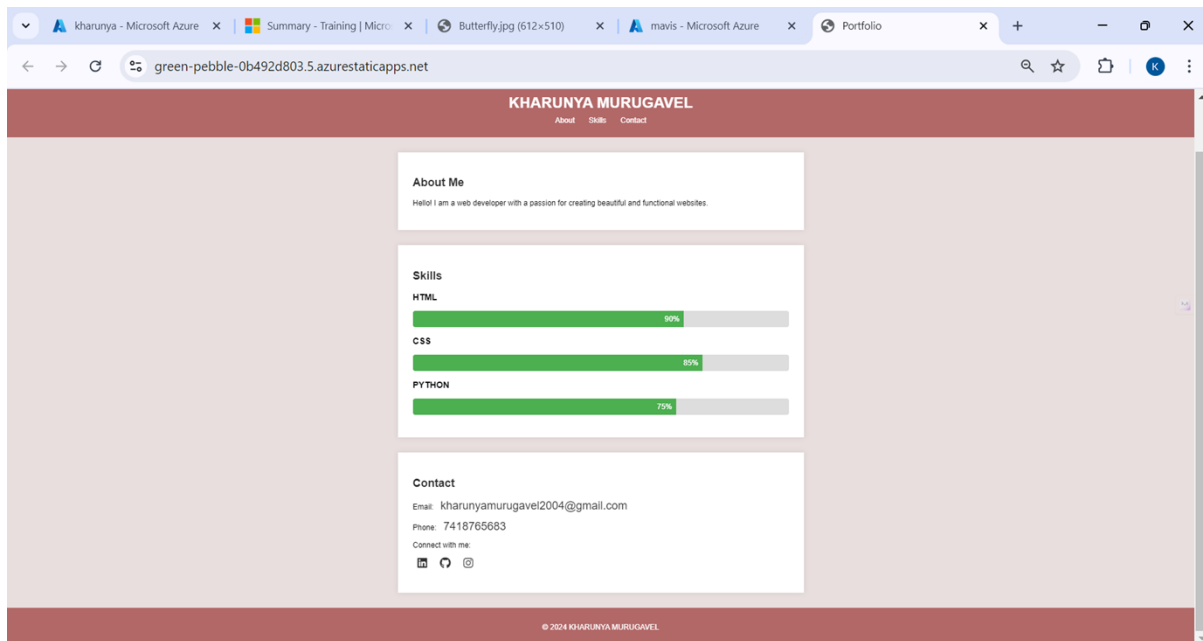 kharunya - Microsoft Azure Summary - Training | Micro Butterfly.jpg (612×510) mavis - Microsoft Azure Portfolio
green-pebble-0b492d803.5.azurestaticapps.net K
KHARUNYA MURUGAVEL
About Skills Contact
About Me
Hello! I am a web developer with a passion for creating beautiful and functional websites.
Skills
HTML
90%
CSS
85%
PYTHON
75%
Contact
Email: kharunyamurugavel2004@gmail.com
Phone: 7418765683
Connect with me:
© 2024 KHARUNYA MURUGAVEL